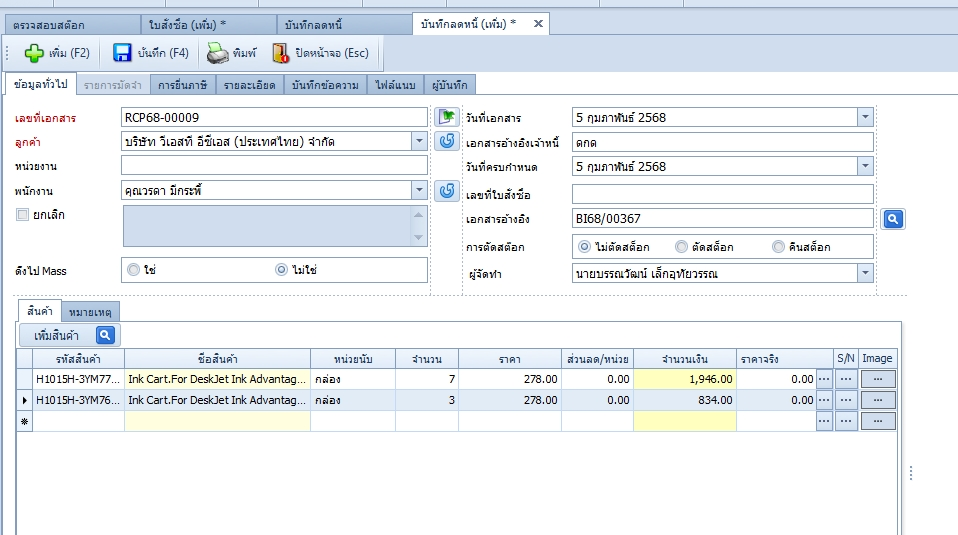 ตรวจสอบสต๊อก ใบสั่งซื้อ (เพิ่ม) * บันทึกลดหนี้ บันทึกลดหนี้ (เพิ่ม) *
เพิ่ม (F2) บันทึก (F4) พิมพ์ ปิดหน้าจอ (Esc)
ข้อมูลทั่วไป รายการมัดจำ การยื่นภาษี รายละเอียด บันทึกข้อความ ไฟล์แนบ ผู้บันทึก
เลขที่เอกสาร RCP68-00009 วันที่เอกสาร 5 กุมภาพันธ์ 2568
ลูกค้า บริษัท วีเอสที อีซีเอส (ประเทศไทย) จำกัด เอกสารอ้างอิงเจ้าหนี้ ดกด
หน่วยงาน วันที่ครบกำหนด 5 กุมภาพันธ์ 2568
พนักงาน คุณวรดา มีกระพี้ เลขที่ใบสั่งซื้อ
ยกเลิก เอกสารอ้างอิง BI68/00367
การตัดสต๊อก ไม่ตัดสต็อก ตัดสต็อก คืนสต็อก
ดึงไป Mass ใช่ ไม่ใช่ ผู้จัดทำ นายบรรณวัฒน์ เล็กอุทัยวรรณ
สินค้า หมายเหตุ
เพิ่มสินค้า
รหัสสินค้า ชื่อสินค้า หน่วยนับ จำนวน ราคา ส่วนลด/หน่วย จำนวนเงิน ราคาจริง S/N Image
H1015H-3YM77... Ink Cart.For DeskJet Ink Advantag... กล่อง 7 278.00 0.00 1,946.00 0.00 ... ... ...
H1015H-3YM76... Ink Cart.For DeskJet Ink Advantag... กล่อง 3 278.00 0.00 834.00 0.00 ... ... ...
... ... ...